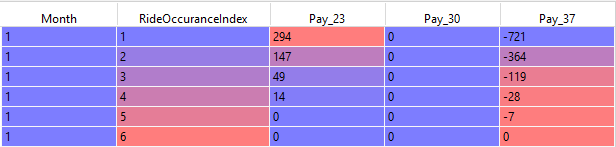 Month RideOccuranceIndex Pay_23 Pay_30 Pay_37
1 1 294 0 -721
1 2 147 0 -364
1 3 49 0 -119
1 4 14 0 -28
1 5 0 0 -7
1 6 0 0 0